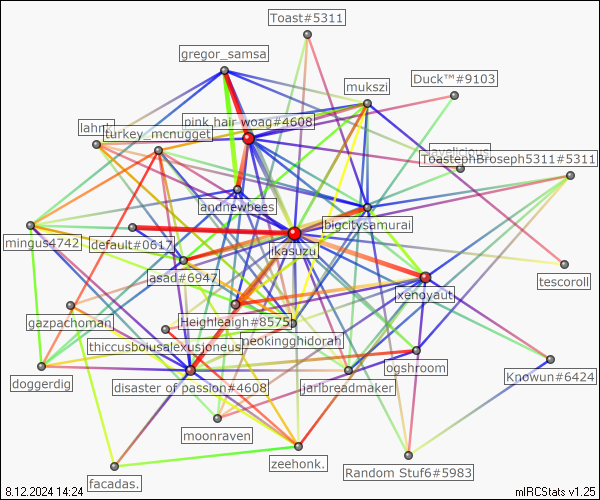 Toast#5311
gregor_samsa
Duck™#9103
mukszi
pink hair woag#4608
turkey_mcnugget
ToastephBroseph5311#5311
andnewbees
bigcitysamurai
mingus4742
default#0617
ikasuzu
asad#6947
tescoroll
xenoyaut
gazpachoman
Heighleaigh#8575
neokingghidorah
thiccusboiusalexusjoneus
ogshroom
doggerdig
disaster of passion#4608
jarlbreadmaker
Knowun#6424
moonraven
zeehonk.
Random Stuf6#5983
facadas.
8.12.2024 14:24
mIRCStats v1.25